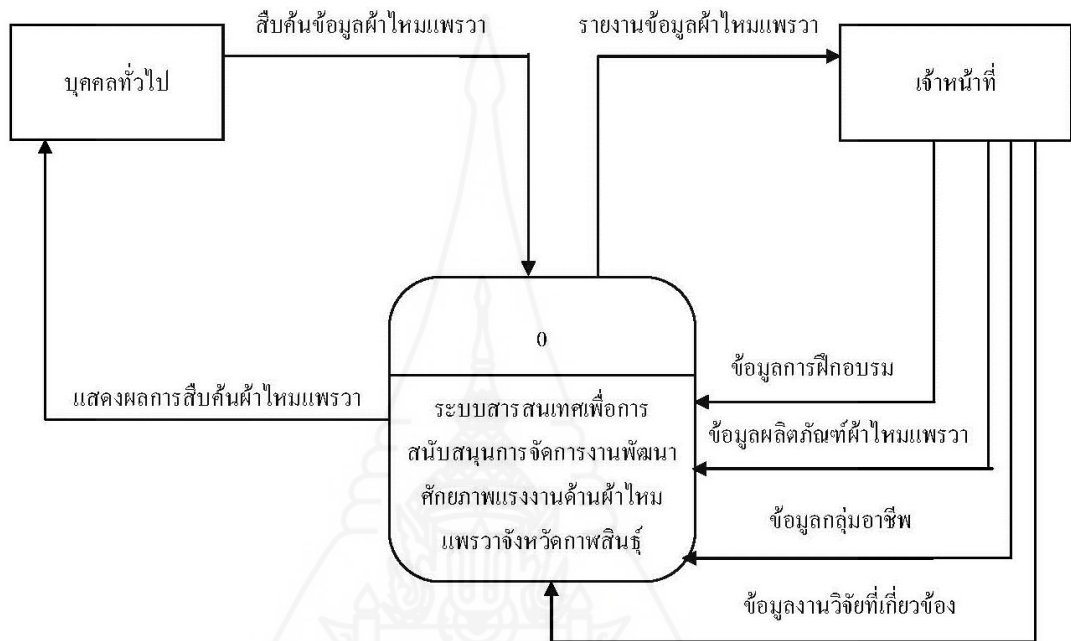 สืบค้นข้อมูลผ้าไหมแพรวา
รายงานข้อมูลผ้าไหมแพรวา
บุคคลทั่วไป
เจ้าหน้าที่
0
ข้อมูลการฝึกอบรม
แสดงผลการสืบค้นผ้าไหมแพรวา
ระบบสารสนเทศเพื่อการ
สนับสนุนการจัดการงานพัฒนา
ศักยภาพแรงงานด้านผ้าไหม
แพรวาจังหวัดกาฬสินธุ์
ข้อมูลผลิตภัณฑ์ผ้าไหมแพรวา
ข้อมูลกลุ่มอาชีพ
ข้อมูลงานวิจัยที่เกี่ยวข้อง